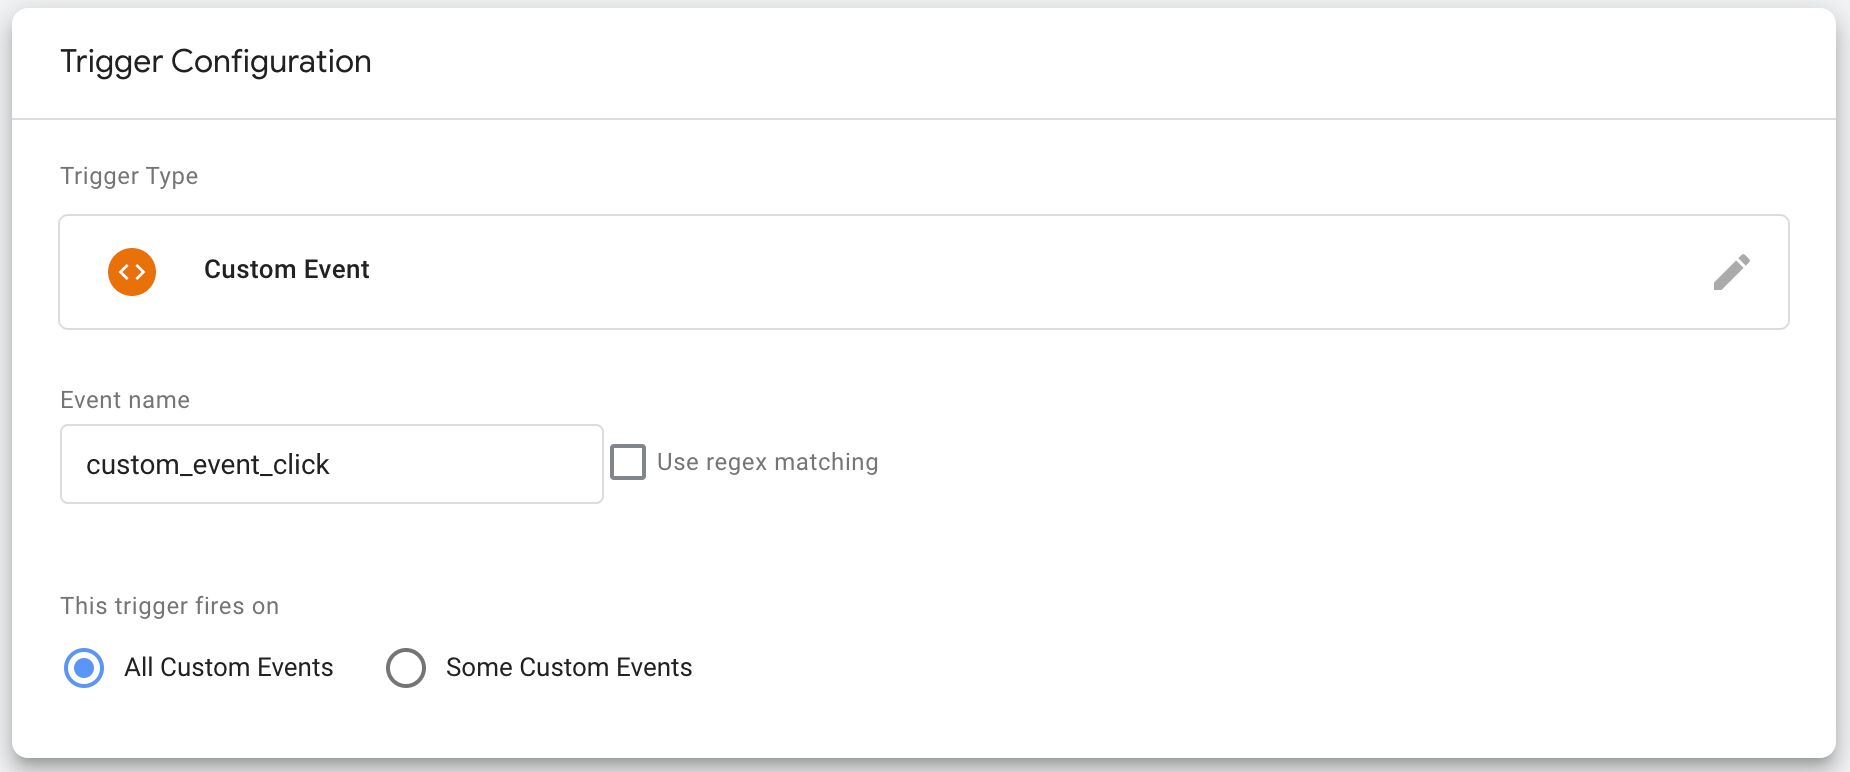 Trigger Configuration
Trigger Type
Custom Event
Event name
custom_event_click
Use regex matching
This trigger fires on
All Custom Events
Some Custom Events